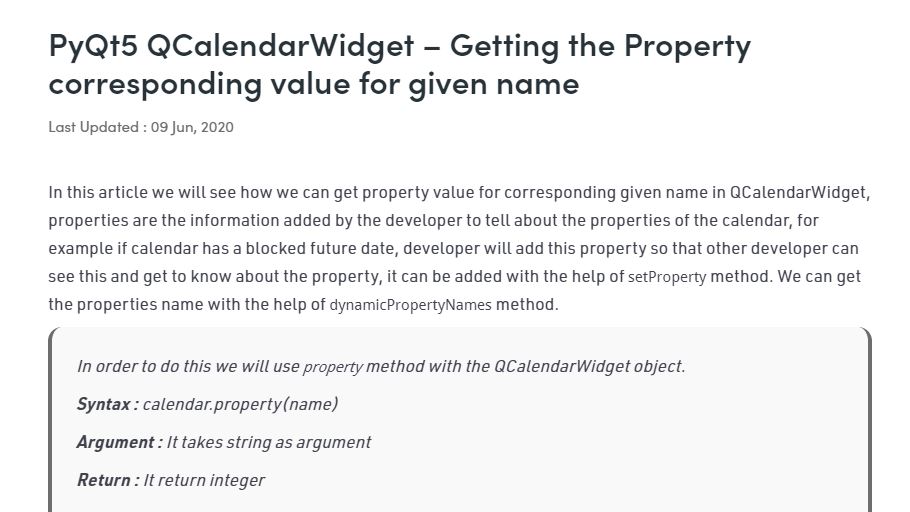 PyQt5 QCalendarWidget – Getting the Property
corresponding value for given name
Last Updated : 09 Jun, 2020
In this article we will see how we can get property value for corresponding given name in QCalendarWidget,
properties are the information added by the developer to tell about the properties of the calendar, for
example if calendar has a blocked future date, developer will add this property so that other developer can
see this and get to know about the property, it can be added with the help of setProperty method. We can get
the properties name with the help of dynamicPropertyNames method.
In order to do this we will use property method with the QCalendarWidget object.
Syntax : calendar.property(name)
Argument : It takes string as argument
Return : It return integer